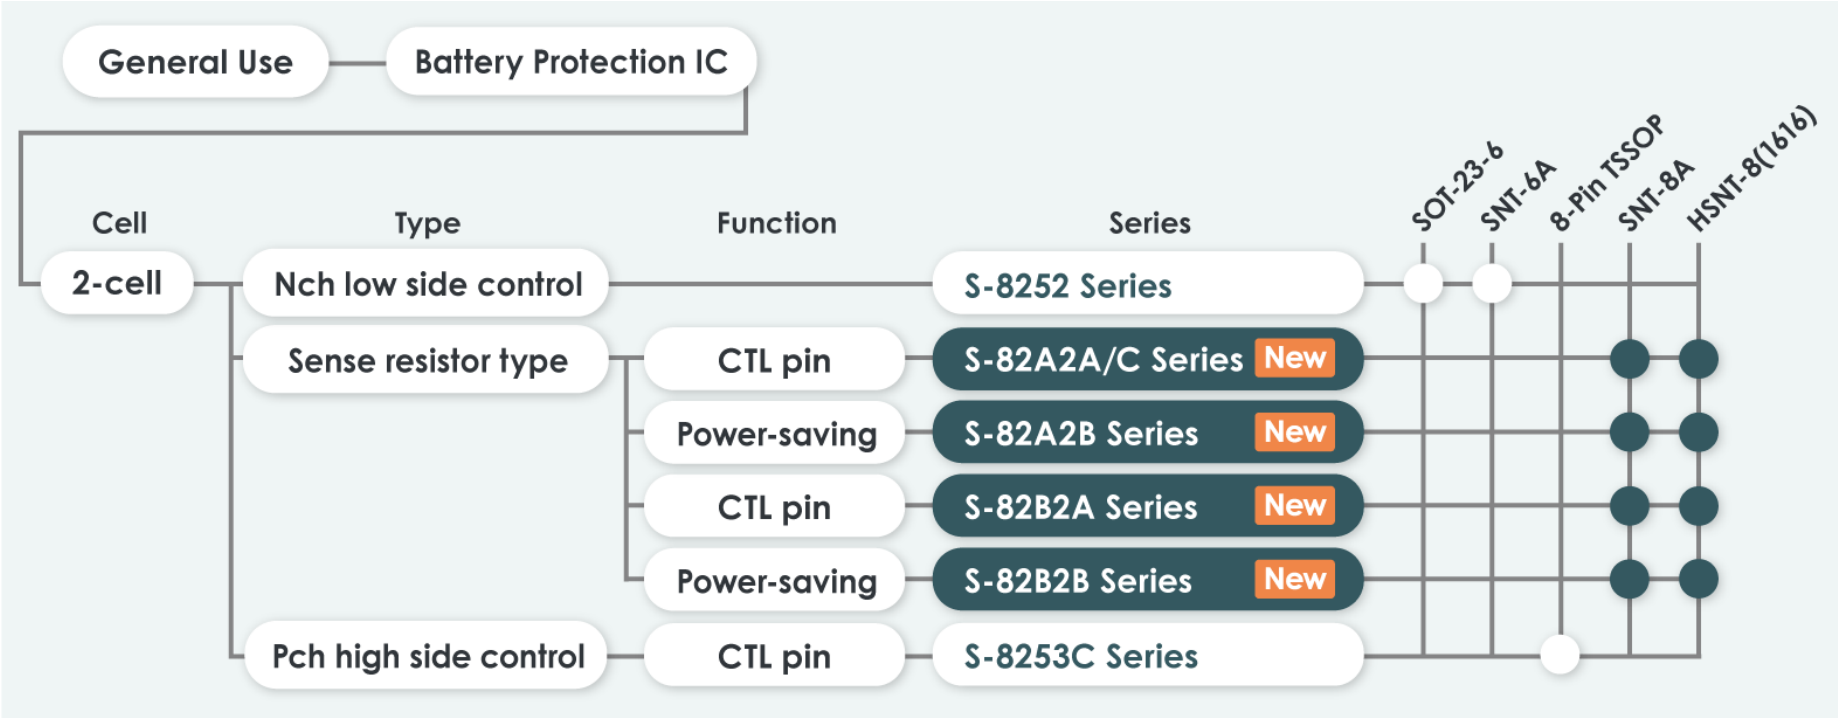 General Use
Battery Protection IC
SOT-23-6
SNT-6A
8-Pin TSSOP
SNT-8A
HSNT-8(1616)
Cell
Type
Function
Series
2-cell
Nch low side control
S-8252 Series
Sense resistor type
CTL pin
S-82A2A/C Series New
Power-saving
S-82A2B Series New
CTL pin
S-82B2A Series New
Power-saving
S-82B2B Series New
Pch high side control
CTL pin
S-8253C Series